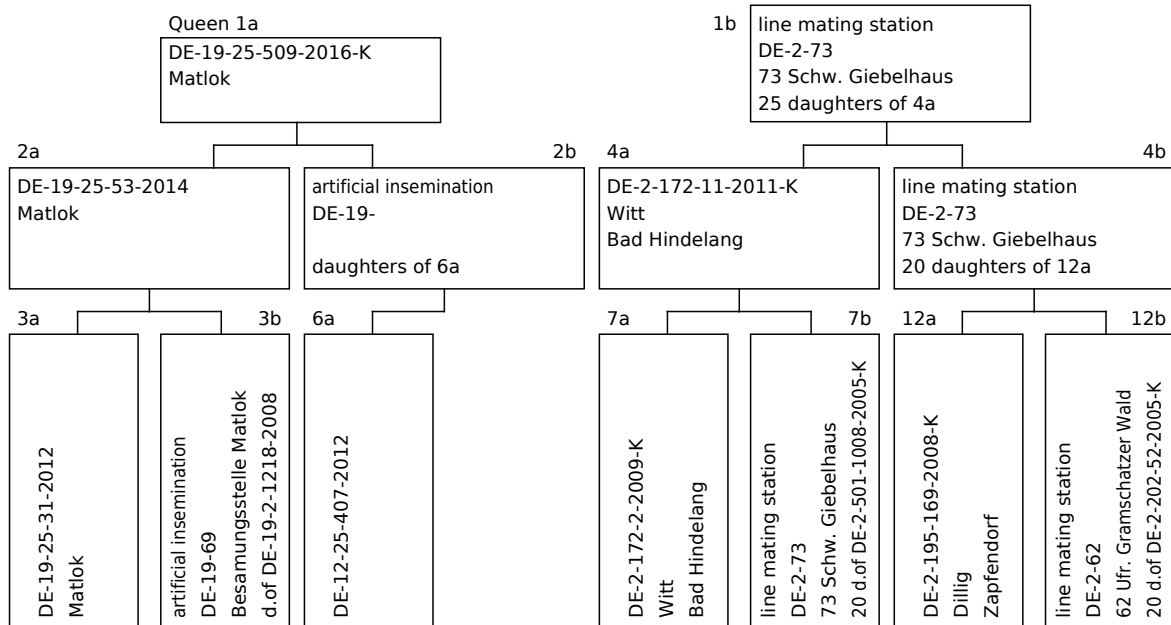 Queen 1a
DE-19-25-509-2016-K
Matlok
1b
line mating station
DE-2-73
73 Schw. Giebelhaus
25 daughters of 4a
2a
DE-19-25-53-2014
Matlok
2b
artificial insemination
DE-19-
daughters of 6a
4a
DE-2-172-11-2011-K
Witt
Bad Hindelang
4b
line mating station
DE-2-73
73 Schw. Giebelhaus
20 daughters of 12a
3a
DE-19-25-31-2012
Matlok
3b
artificial insemination
DE-19-69
Besamungsstelle Matlok
d.of DE-19-2-1218-2008
6a
DE-12-25-407-2012
7a
DE-2-172-2-2009-K
Witt
Bad Hindelang
7b
line mating station
DE-2-73
73 Schw. Giebelhaus
20 d.of DE-2-501-1008-2005-K
12a
DE-2-195-169-2008-K
Dillig
Zapfendorf
12b
line mating station
DE-2-62
62 Ufr. Gramschatzer Wald
20 d.of DE-2-202-52-2005-K